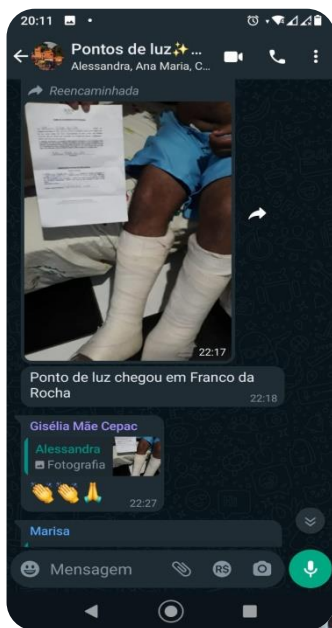 20:11
Pontos de luz✨ ...
Alessandra, Ana Maria, C...
Reencaminhada
22:17
Ponto de luz chegou em Franco da
Rocha
22:18
Gisélia Mãe Cepac
Alessandra
Fotografia
👏👏🙏
22:27
Marisa
Mensagem
RS